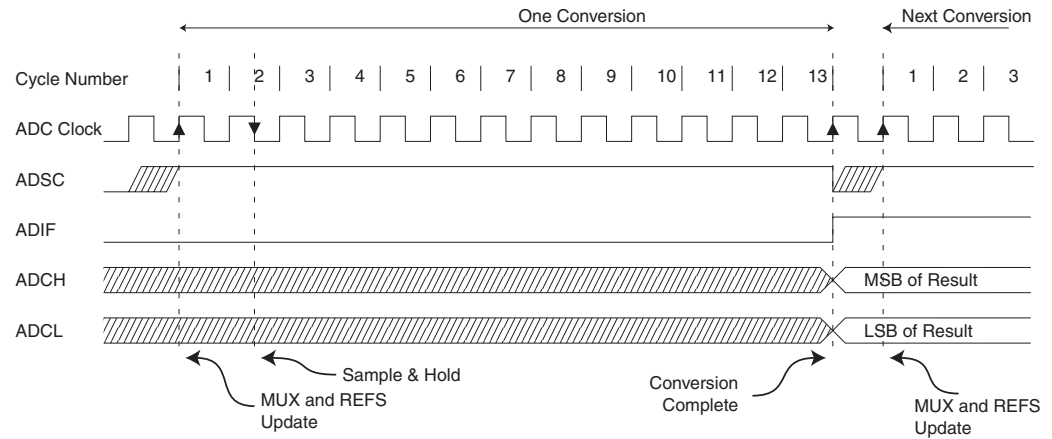 One Conversion
Next Conversion
Cycle Number 1 2 3 4 5 6 7 8 9 10 11 12 13 1 2 3
ADC Clock
ADSC
ADIF
ADCH MSB of Result
ADCL LSB of Result
Sample & Hold
MUX and REFS
Update
Conversion
Complete
MUX and REFS
Update